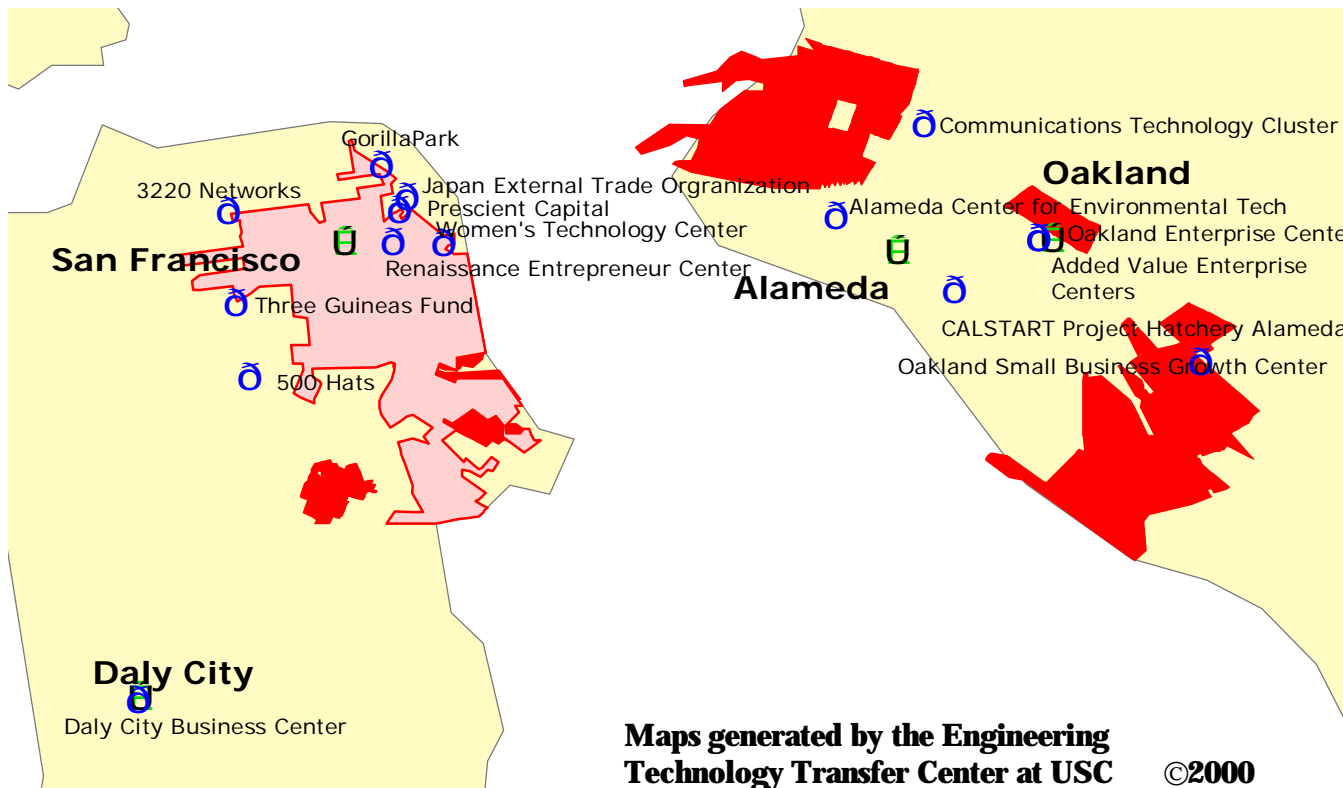 GorillaPark
Communications Technology Cluster
Oakland
3220 Networks
Japan External Trade Orgranization
Prescient Capital
Alameda Center for Environmental Tech
Women's Technology Center
Oakland Enterprise Cente
San Francisco
Renaissance Entrepreneur Center
Added Value Enterprise
Centers
Alameda
Three Guineas Fund
CALSTART Project Hatchery Alameda
Oakland Small Business Growth Center
500 Hats
Daly City
Daly City Business Center
Maps generated by the Engineering
Technology Transfer Center at USC ©2000